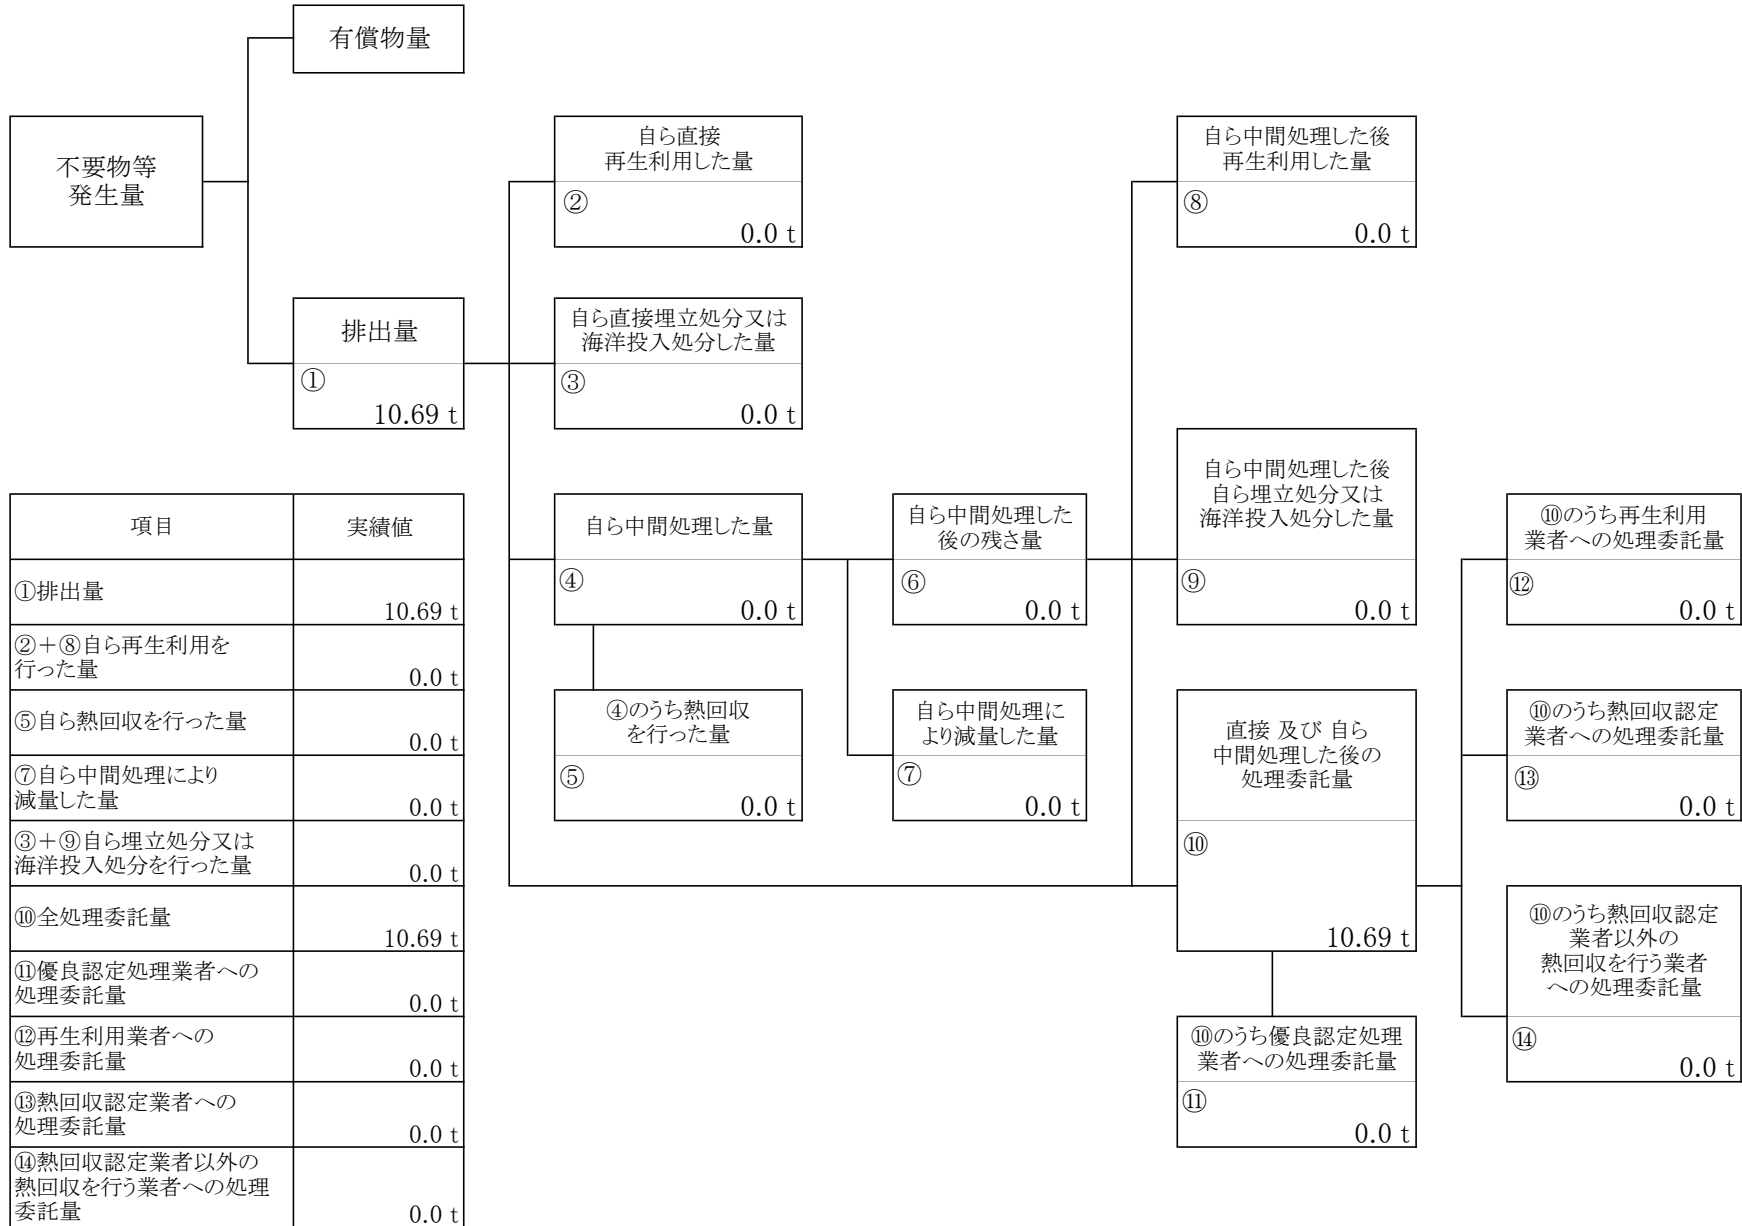 有償物量
不要物等
発生量
自ら直接
再生利用した量
②
0.0 t
自ら中間処理した後
再生利用した量
⑧
0.0 t
排出量
①
10.69 t
自ら直接埋立処分又は
海洋投入処分した量
③
0.0 t
自ら中間処理した量
④
0.0 t
自ら中間処理した
後の残さ量
⑥
0.0 t
自ら中間処理した後
自ら埋立処分又は
海洋投入処分した量
⑨
0.0 t
⑩のうち再生利用
業者への処理委託量
⑫
0.0 t
④のうち熱回収
を行った量
⑤
0.0 t
自ら中間処理に
より減量した量
⑦
0.0 t
直接 及び 自ら
中間処理した後の
処理委託量
⑩
10.69 t
⑩のうち熱回収認定
業者への処理委託量
⑬
0.0 t
⑩のうち熱回収認定
業者以外の
熱回収を行う業者
への処理委託量
⑭
0.0 t
⑩のうち優良認定処理
業者への処理委託量
⑪
0.0 t
項目 実績値
①排出量
10.69 t
②+⑧自ら再生利用を
行った量
0.0 t
⑤自ら熱回収を行った量
0.0 t
⑦自ら中間処理により
減量した量
0.0 t
③+⑨自ら埋立処分又は
海洋投入処分を行った量
0.0 t
⑩全処理委託量
10.69 t
⑪優良認定処理業者への
処理委託量
0.0 t
⑫再生利用業者への
処理委託量
0.0 t
⑬熱回収認定業者への
処理委託量
0.0 t
⑭熱回収認定業者以外の
熱回収を行う業者への処理
委託量
0.0 t